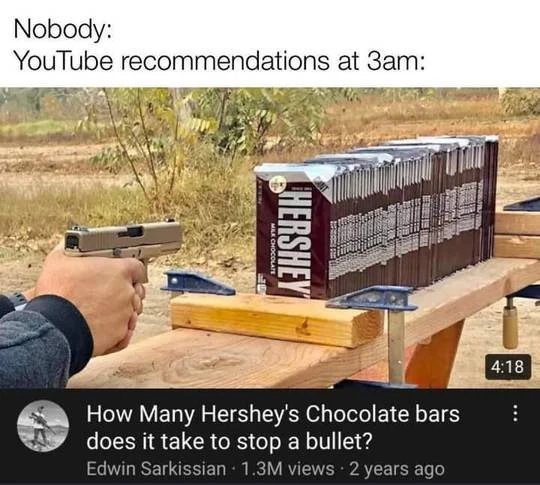 Nobody:
YouTube recommendations at 3am:
HERSHEY'
MILK CHOCOLATE
4:18
How Many Hershey's Chocolate bars
does it take to stop a bullet?
Edwin Sarkissian · 1.3M views · 2 years ago